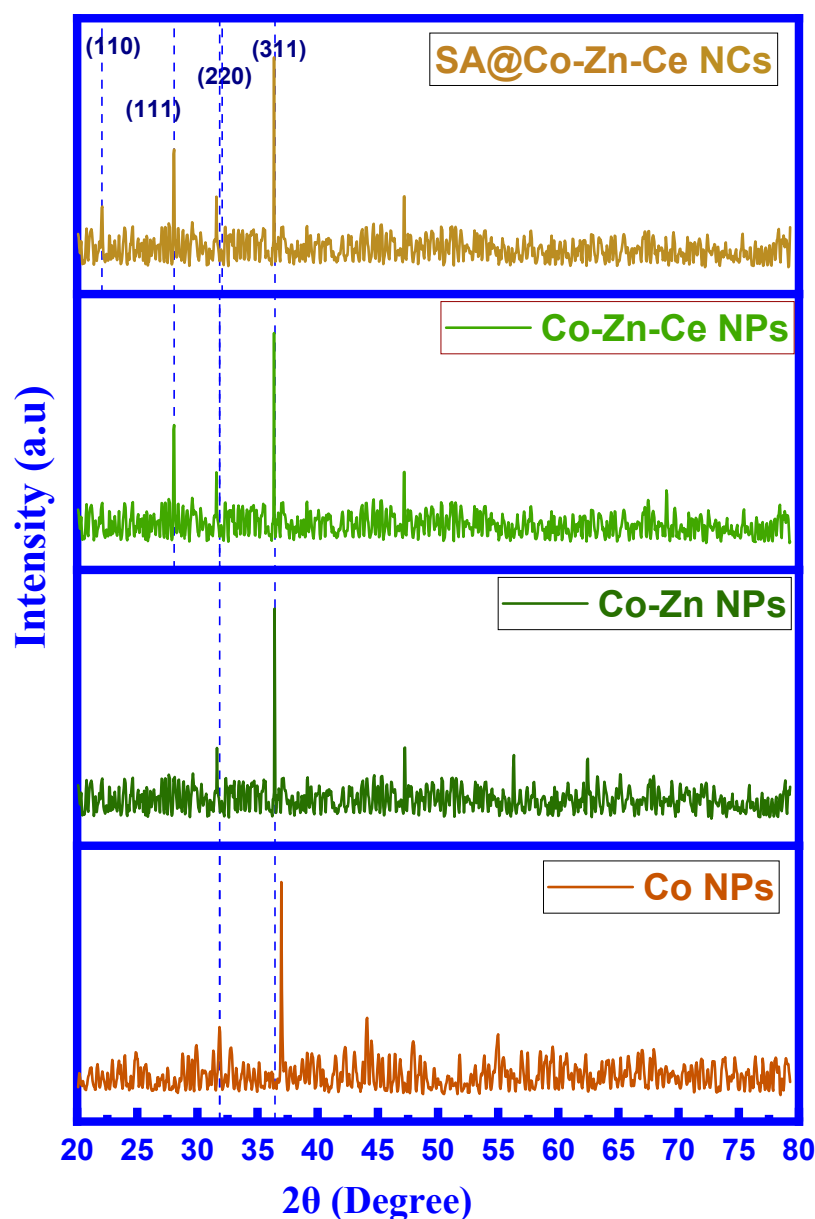 (110)
(311)
SA@Co-Zn-Ce NCs
(220)
(111)
Co-Zn-Ce NPs
Intensity (a.u)
Co-Zn NPs
Co NPs
20 25 30 35 40 45 50 55 60 65 70 75 80
2θ (Degree)